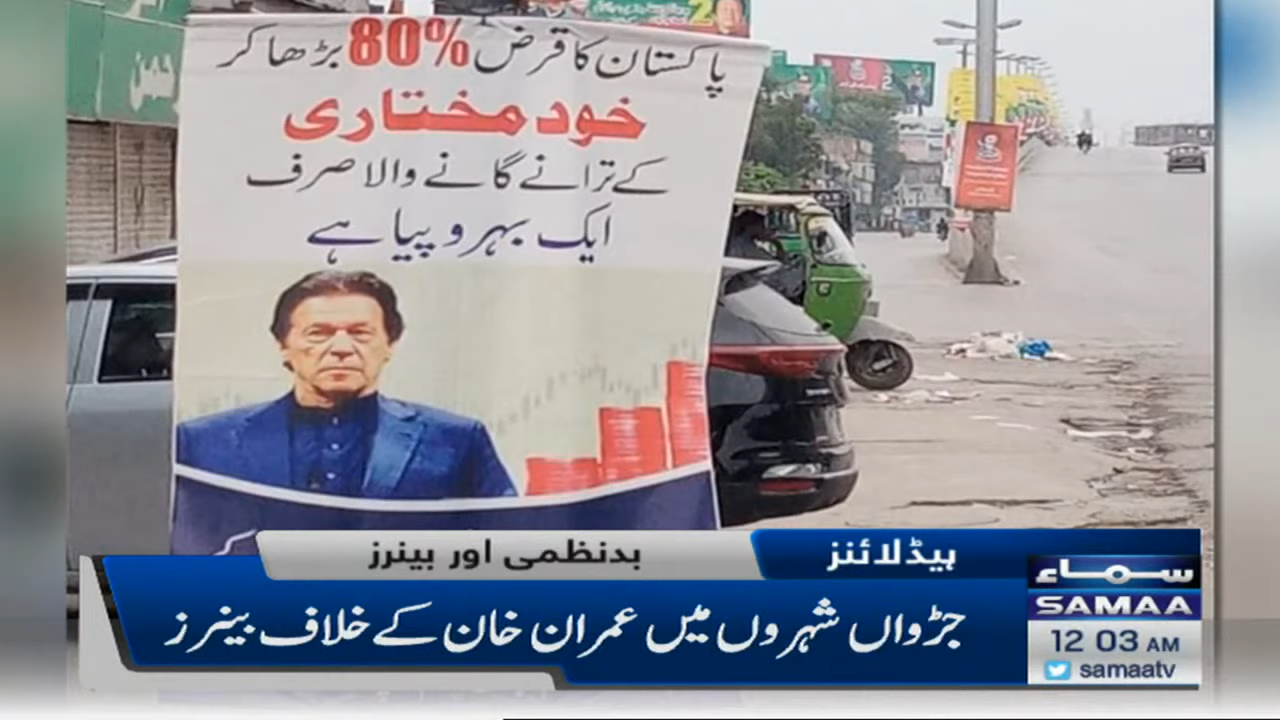 پاکستان کا قرض 80% بڑھا کر
خود مختاری
کے ترانے گانے والا صرف
ایک بہروپیا ہے
2
ہیڈلائنز
بدنظمی اور بینرز
جڑواں شہروں میں عمران خان کے خلاف بینرز
سماء
SAMAA
12 03 AM
samaatv